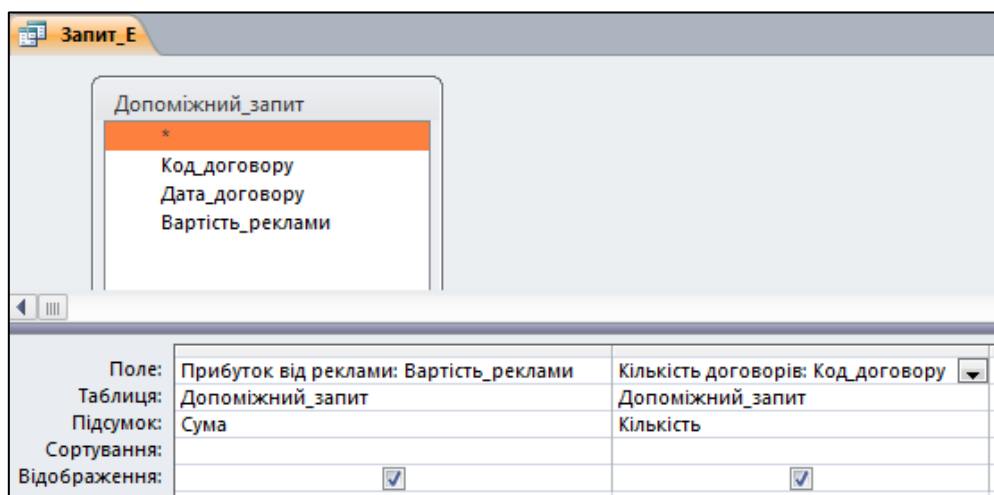 Запит_Е
Допоміжний_запит
*
Код_договору
Дата_договору
Вартість_реклами
Поле: Прибуток від реклами: Вартість_реклами Кількість договорів: Код_договору
Таблиця: Допоміжний_запит Допоміжний_запит
Підсумок: Сума Кількість
Сортування:
Відображення: